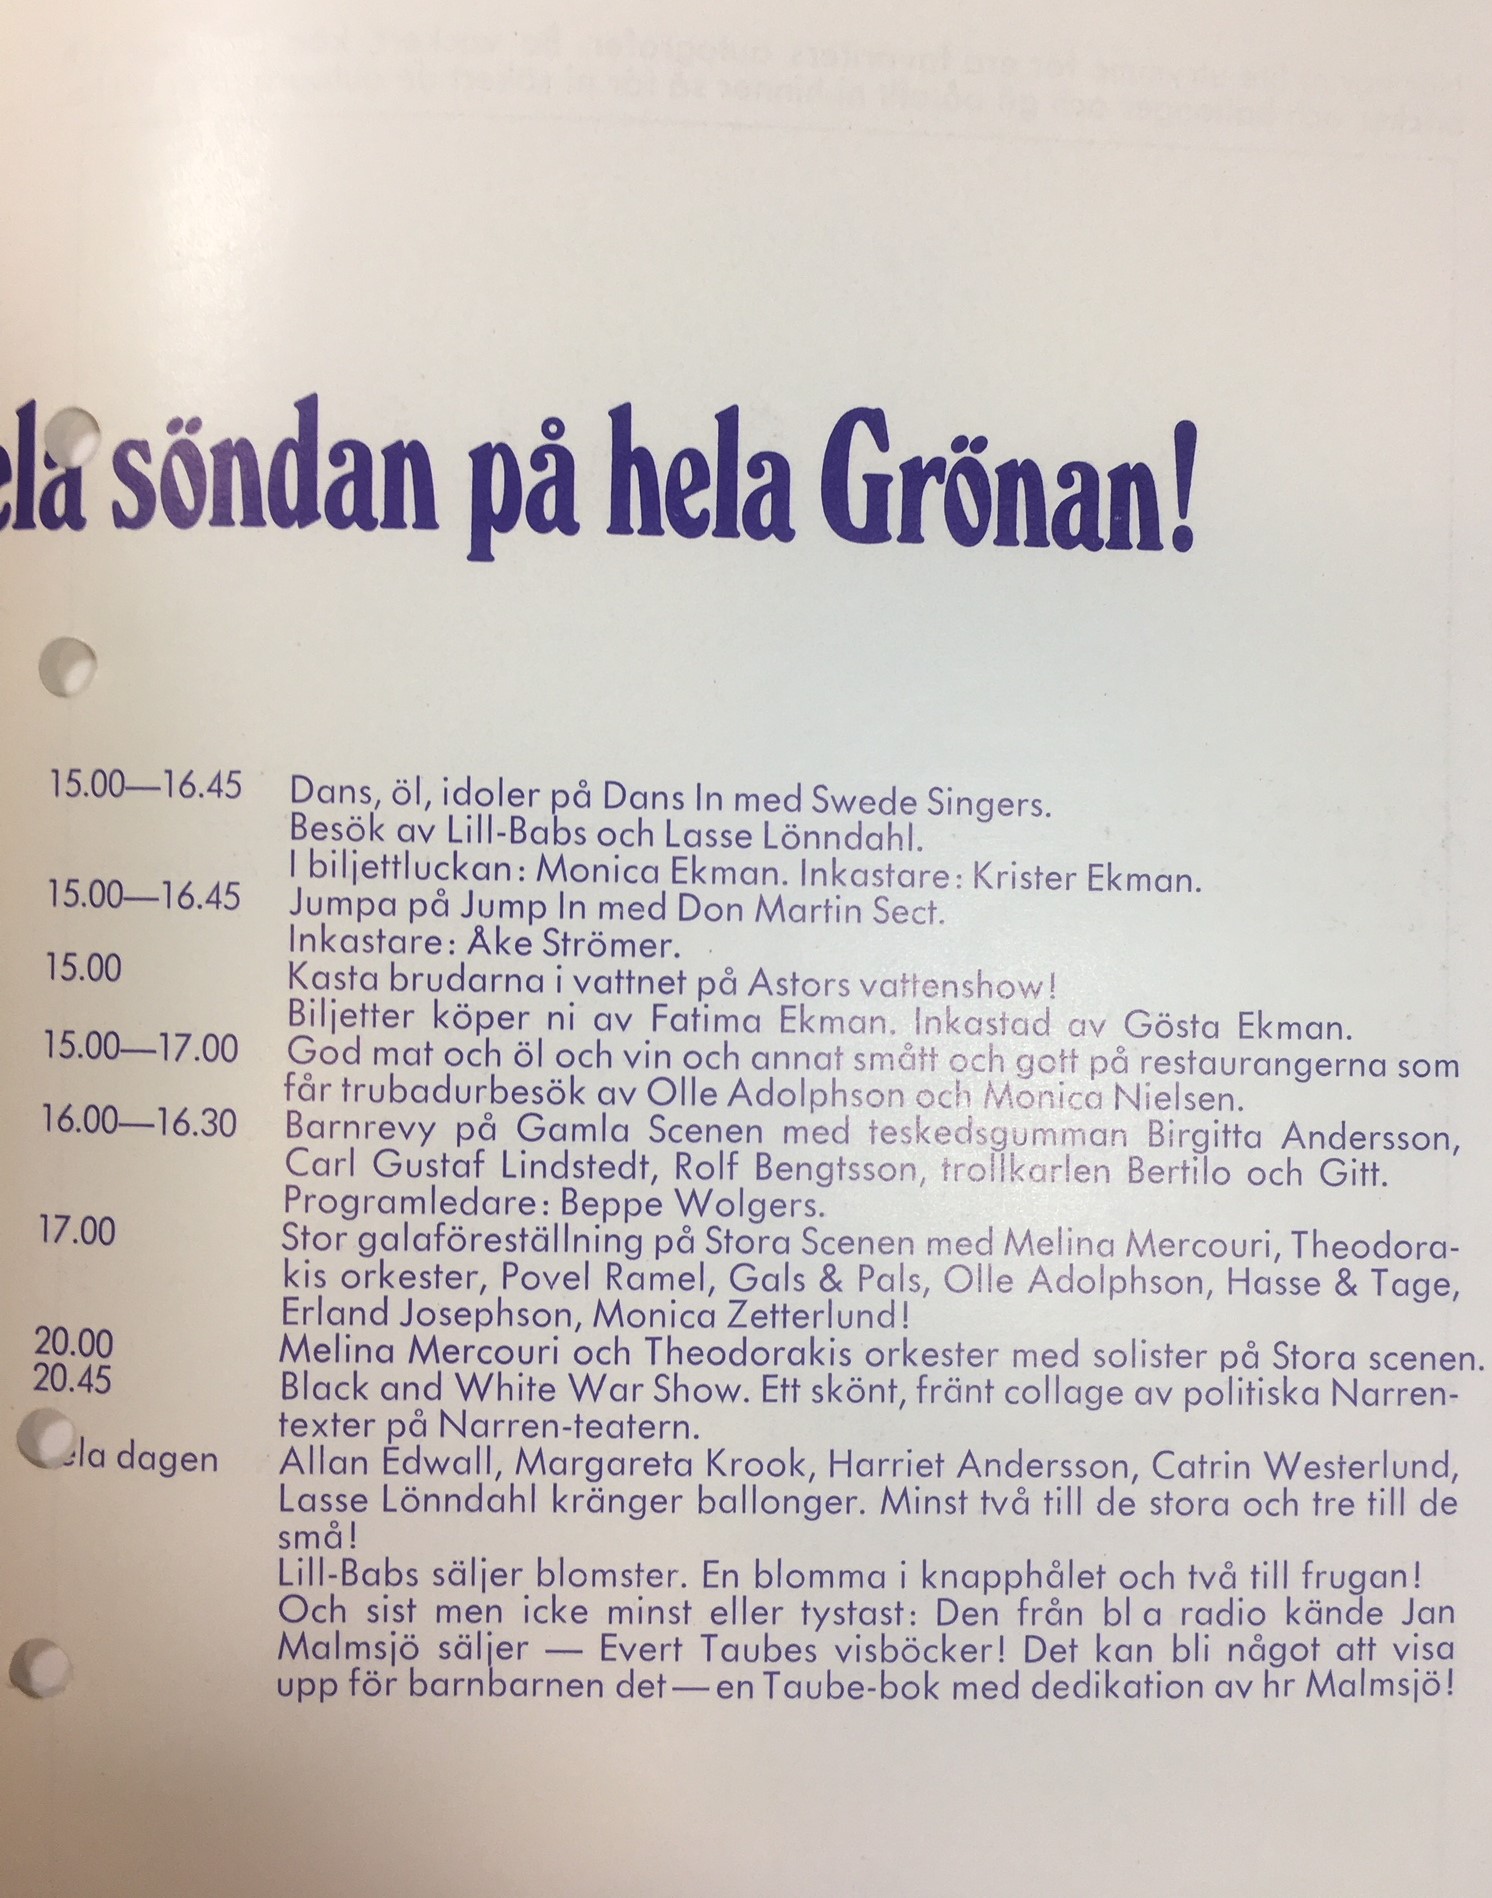 ela söndan på hela Grönan!
15.00—16.45 Dans, öl, idoler på Dans In med Swede Singers.
Besök av Lill-Babs och Lasse Lönndahl.
I biljettluckan: Monica Ekman. Inkastare: Krister Ekman.
15.00—16.45 Jumpa på Jump In med Don Martin Sect.
Inkastare: Åke Strömer.
15.00 Kasta brudarna i vattnet på Astors vattenshow!
Biljetter köper ni av Fatima Ekman. Inkastad av Gösta Ekman.
15.00—17.00 God mat och öl och vin och annat smått och gott på restaurangerna som
får trubadurbesök av Olle Adolphson och Monica Nielsen.
16.00—16.30 Barnrevy på Gamla Scenen med teskedsgumman Birgitta Andersson,
Carl Gustaf Lindstedt, Rolf Bengtsson, trollkarlen Bertilo och Gitt.
Programledare: Beppe Wolgers.
17.00 Stor galaföreställning på Stora Scenen med Melina Mercouri, Theodora-
kis orkester, Povel Ramel, Gals & Pals, Olle Adolphson, Hasse & Tage,
Erland Josephson, Monica Zetterlund!
20.00 Melina Mercouri och Theodorakis orkester med solister på Stora scenen.
20.45 Black and White War Show. Ett skönt, fränt collage av politiska Narren-
texter på Narren-teatern.
ela dagen Allan Edwall, Margareta Krook, Harriet Andersson, Catrin Westerlund,
Lasse Lönndahl kränger ballonger. Minst två till de stora och tre till de
små!
Lill-Babs säljer blomster. En blomma i knapphålet och två till frugan!
Och sist men icke minst eller tystast: Den från bl a radio kände Jan
Malmsjö säljer — Evert Taubes visböcker! Det kan bli något att visa
upp för barnbarnen det—en Taube-bok med dedikation av hr Malmsjö!